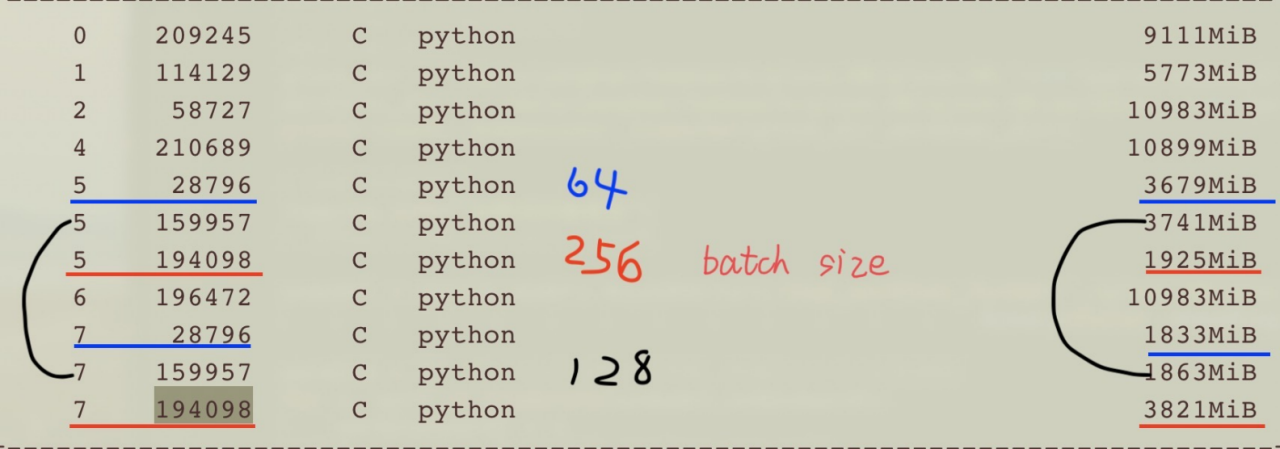 0 209245 C python 9111MiB
1 114129 C python 5773MiB
2 58727 C python 10983MiB
4 210689 C python 10899MiB
5 28796 C python 64 3679MiB
5 159957 C python 3741MiB
5 194098 C python 256 batch size 1925MiB
6 196472 C python 10983MiB
7 28796 C python 1833MiB
7 159957 C python 128 1863MiB
7 194098 C python 3821MiB